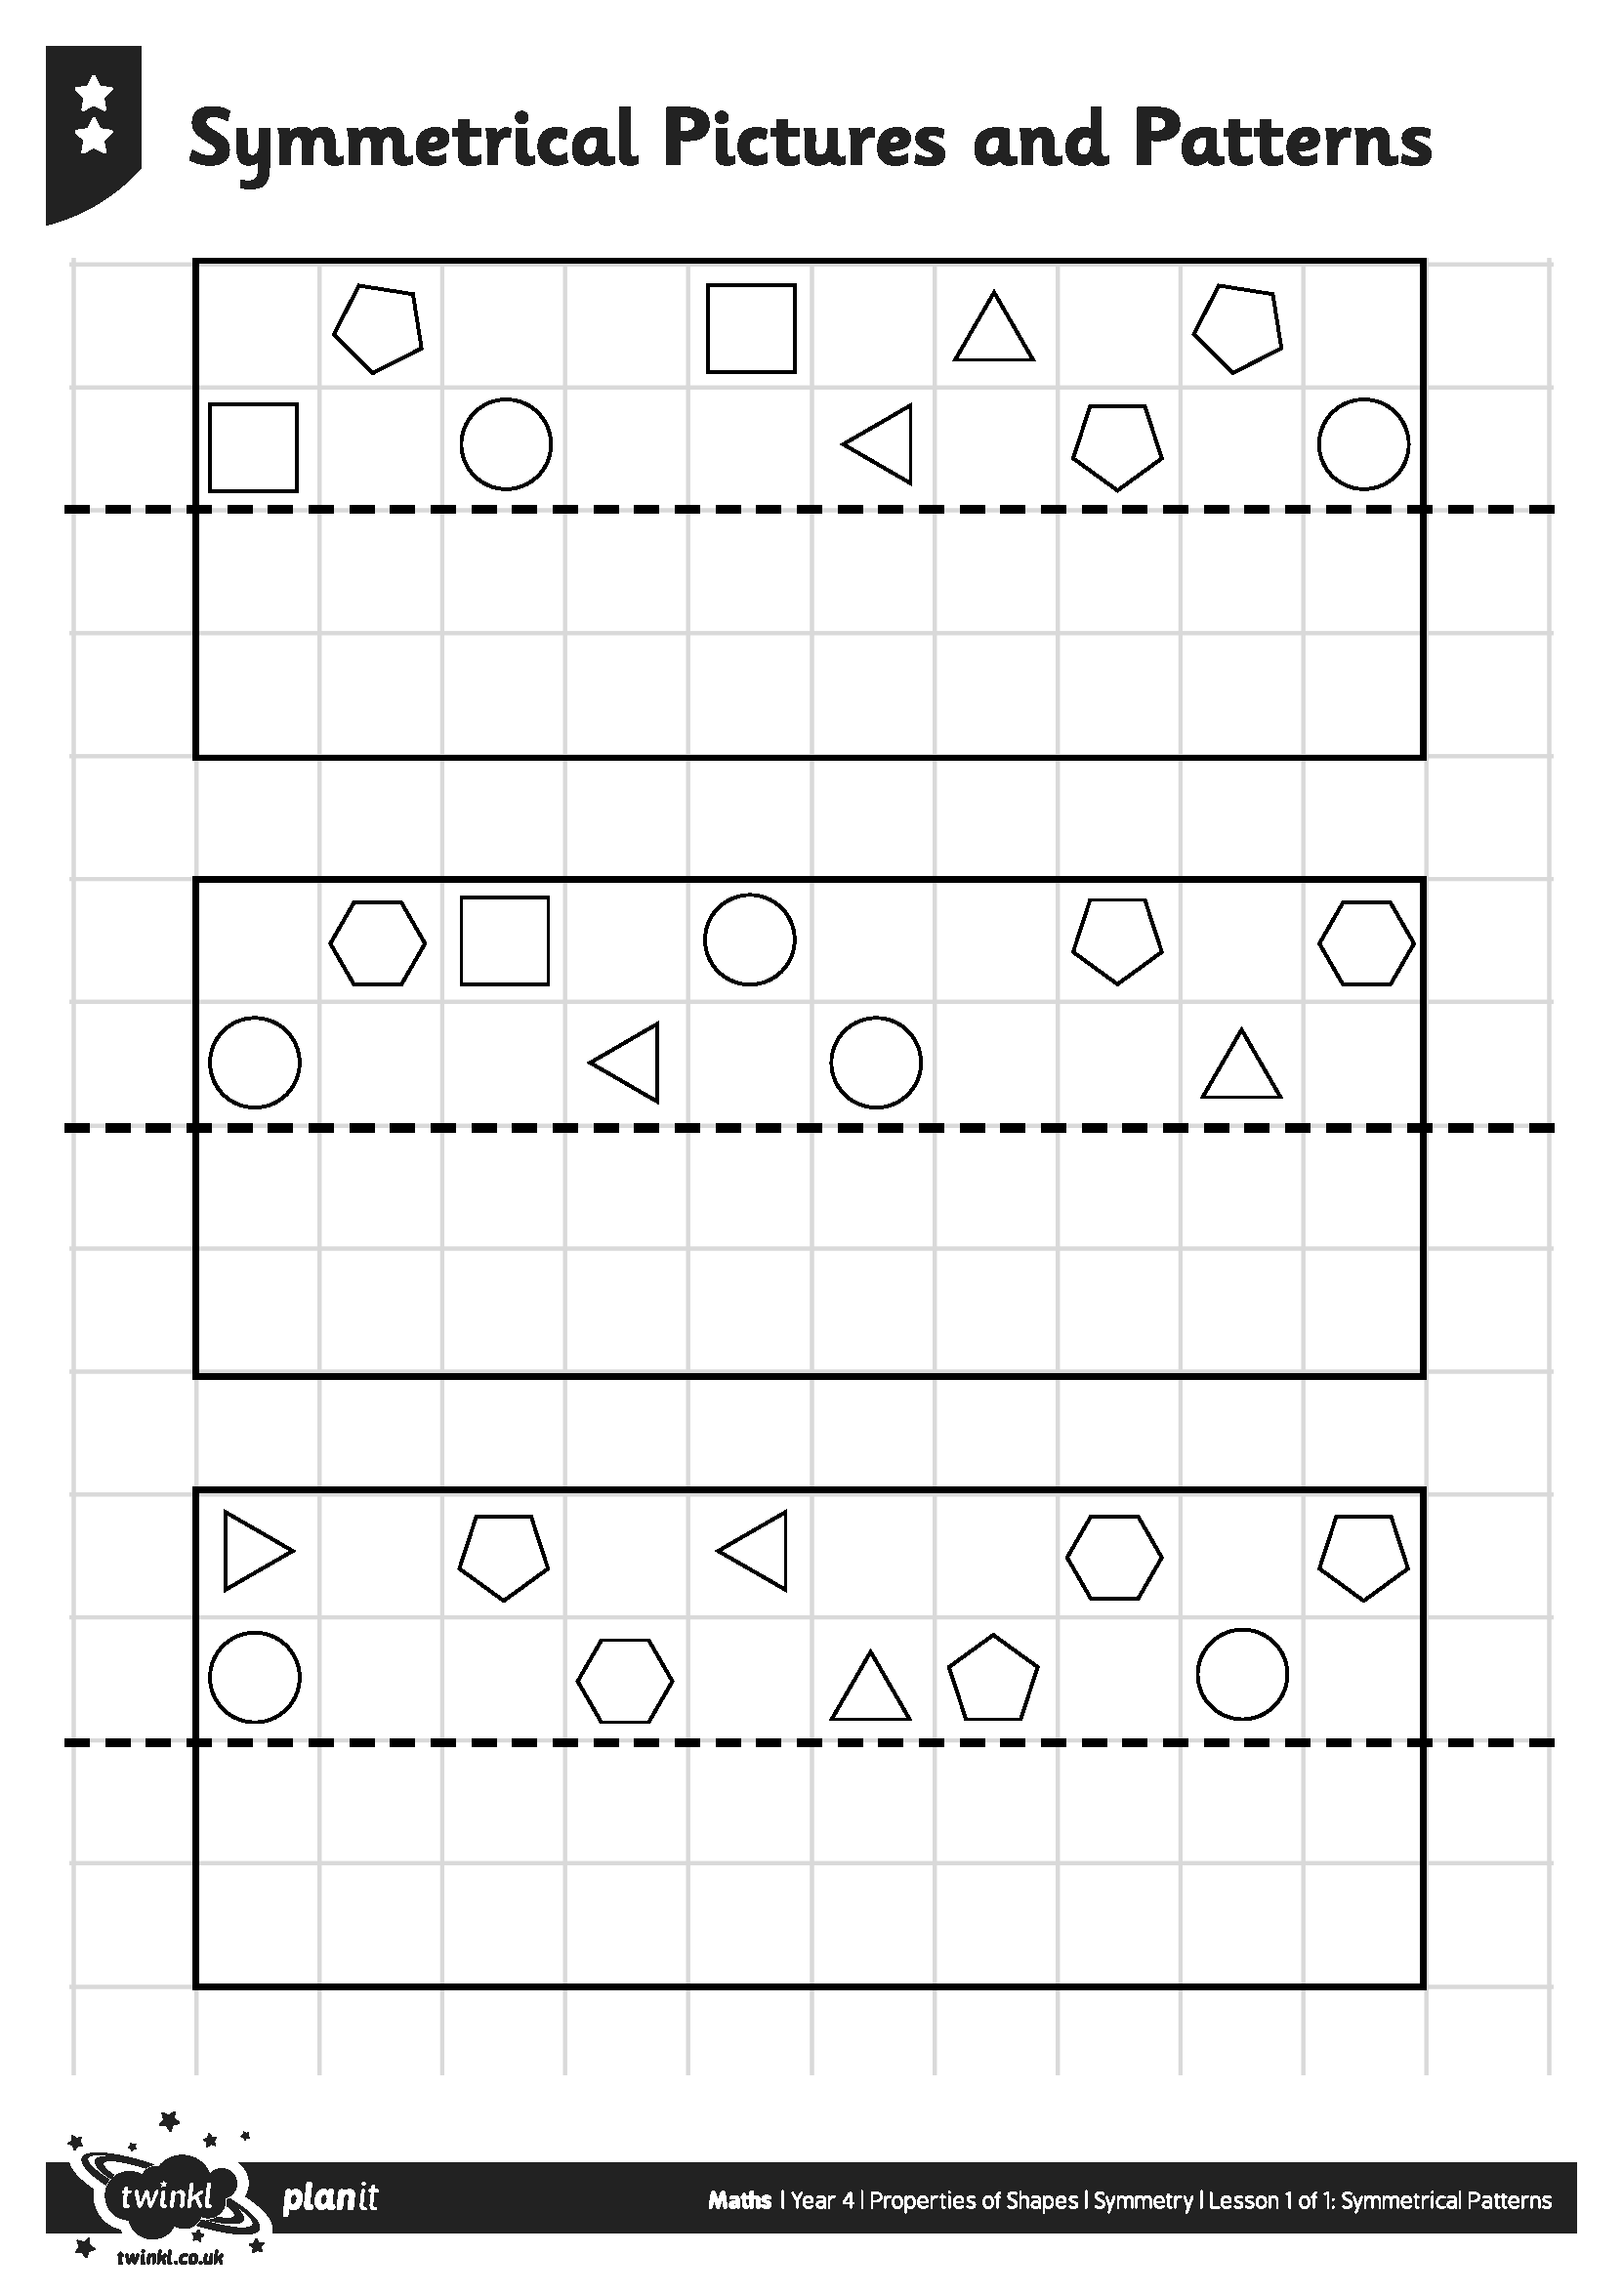 Symmetrical Pictures and Patterns
twinkl
planit
Maths | Year 4 | Properties of Shapes | Symmetry | Lesson 1 of 1: Symmetrical Patterns
twinkl.co.uk